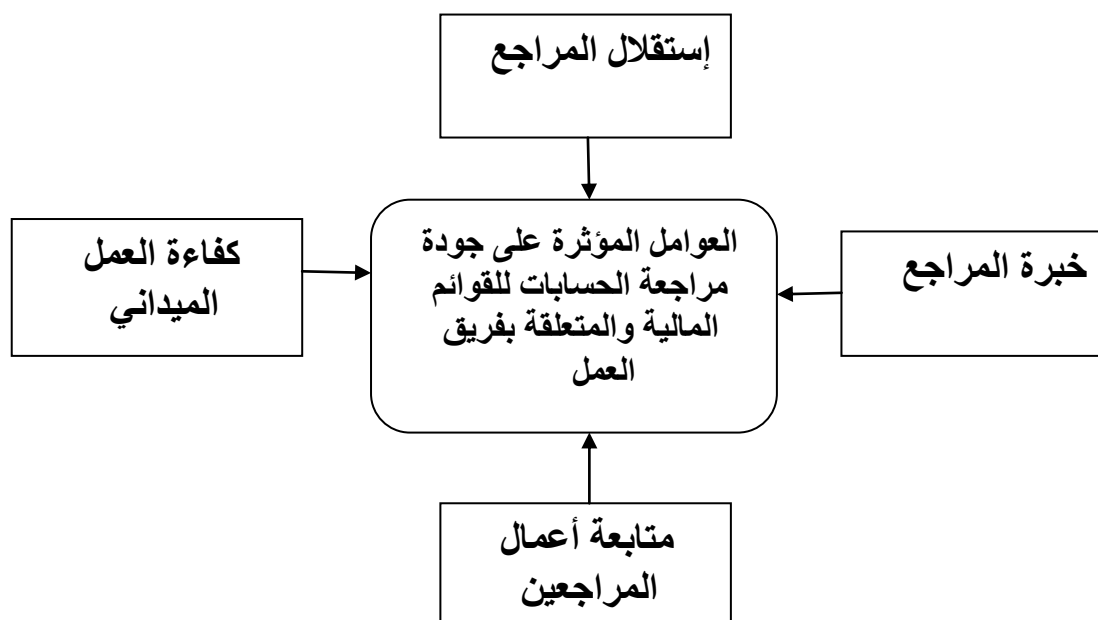 إستقلال المراجع
العوامل المؤثرة على جودة
مراجعة الحسابات للقوائم
المالية والمتعلقة بفريق
العمل
خبرة المراجع
كفاءة العمل
الميداني
متابعة أعمال
المراجعين